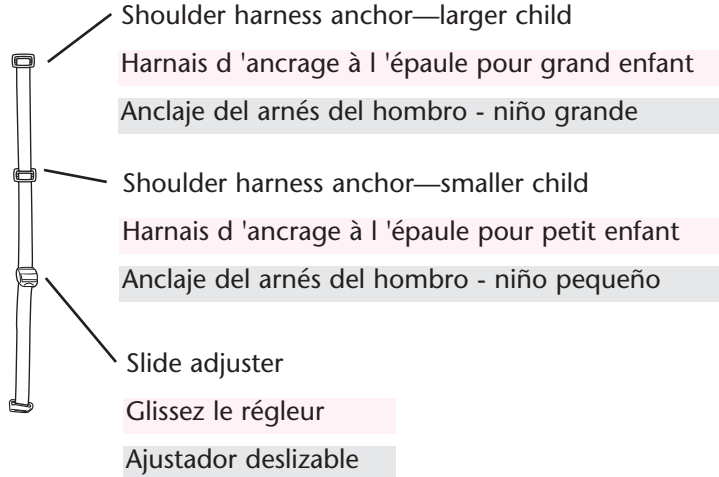 Shoulder harness anchor—larger child
Harnais d 'ancrage à l 'épaule pour grand enfant
Anclaje del arnés del hombro - niño grande
Shoulder harness anchor—smaller child
Harnais d 'ancrage à l 'épaule pour petit enfant
Anclaje del arnés del hombro - niño pequeño
Slide adjuster
Glissez le régleur
Ajustador deslizable